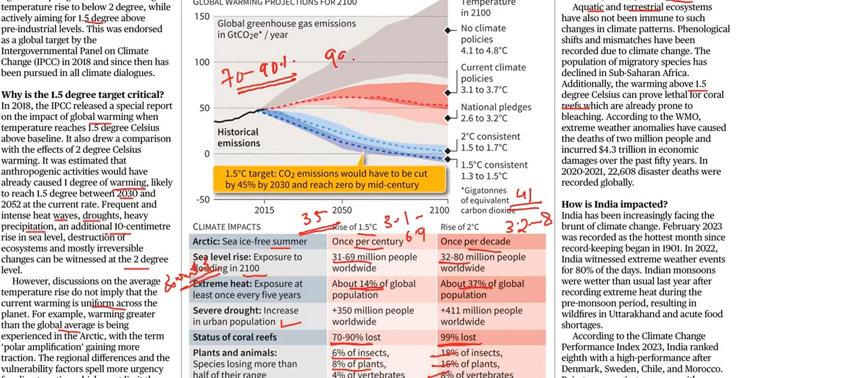 temperature rise to below 2 degree, while
actively aiming for 1.5 degree above
pre-industrial levels. This was endorsed
as a global target by the
Intergovernmental Panel on Climate
Change (IPCC) in 2018 and since then has
been pursued in all climate dialogues.
Why is the 1.5 degree target critical?
In 2018, the IPCC released a special report
on the impact of global warming when
temperature reaches 1.5 degree Celsius
above baseline. It also drew a comparison
with the effects of 2 degree Celsius
warming. It was estimated that
anthropogenic activities would have
already caused 1 degree of warming, likely
to reach 1.5 degree between 2030 and
2052 at the current rate. Frequent and
intense heat waves, droughts, heavy
precipitation, an additional 10-centimetre
rise in sea level, destruction of
ecosystems and mostly irreversible
changes can be witnessed at the 2 degree
level.
However, discussions on the average
temperature rise do not imply that the
current warming is uniform across the
planet. For example, warming greater
than the global average is being
experienced in the Arctic, with the term
'polar amplification' gaining more
traction. The regional differences and the
vulnerability factors spell more urgency
GLOBAL WARMING PROJECTIONS FOR 2100
Global greenhouse gas emissions
in GtCO2e* / year
150
100
50
0
-50
70-90%
90.
Historical
emissions
1.5°C target: CO2 emissions would have to be cut
by 45% by 2030 and reach zero by mid-century
2015
2050
2100
Temperature
in 2100
No climate
policies
4.1 to 4.8°C
Current climate
policies
3.1 to 3.7°C
National pledges
2.6 to 3.2°C
2°C consistent
1.5 to 1.7°C
1.5°C consistent
1.3 to 1.5°C
*Gigatonnes
of equivalent
carbon dioxide
41
35
3-1-
69
3-2-8
CLIMATE IMPACTS
Rise of 1.5°C
Rise of 2°C
Arctic: Sea ice-free summer
Once per century
Once per decade
Sea level rise: Exposure to
flooding in 2100
31-69 million people
worldwide
32-80 million people
worldwide
Extreme heat: Exposure at
least once every five years
About 14% of global
population
About 37% of global
population
Severe drought: Increase
in urban population
+350 million people
worldwide
+411 million people
worldwide
Status of coral reefs
70-90% lost
99% lost
Plants and animals:
Species losing more than
half of their range
6% of insects,
8% of plants,
4% of vertebrates
18% of insects,
16% of plants,
8% of vertebrates
Aquatic and terrestrial ecosystems
have also not been immune to such
changes in climate patterns. Phenological
shifts and mismatches have been
recorded due to climate change. The
population of migratory species has
declined in Sub-Saharan Africa.
Additionally, the warming above 1.5
degree Celsius can prove lethal for coral
reefs which are already prone to
bleaching. According to the WMO,
extreme weather anomalies have caused
the deaths of two million people and
incurred $4.3 trillion in economic
damages over the past fifty years. In
2020-2021, 22,608 disaster deaths were
recorded globally.
How is India impacted?
India has been increasingly facing the
brunt of climate change. February 2023
was recorded as the hottest month since
record-keeping began in 1901. In 2022,
India witnessed extreme weather events
for 80% of the days. Indian monsoons
were wetter than usual last year after
recording extreme heat during the
pre-monsoon period, resulting in
wildfires in Uttarakhand and acute food
shortages.
According to the Climate Change
Performance Index 2023, India ranked
eighth with a high-performance after
Denmark, Sweden, Chile, and Morocco.